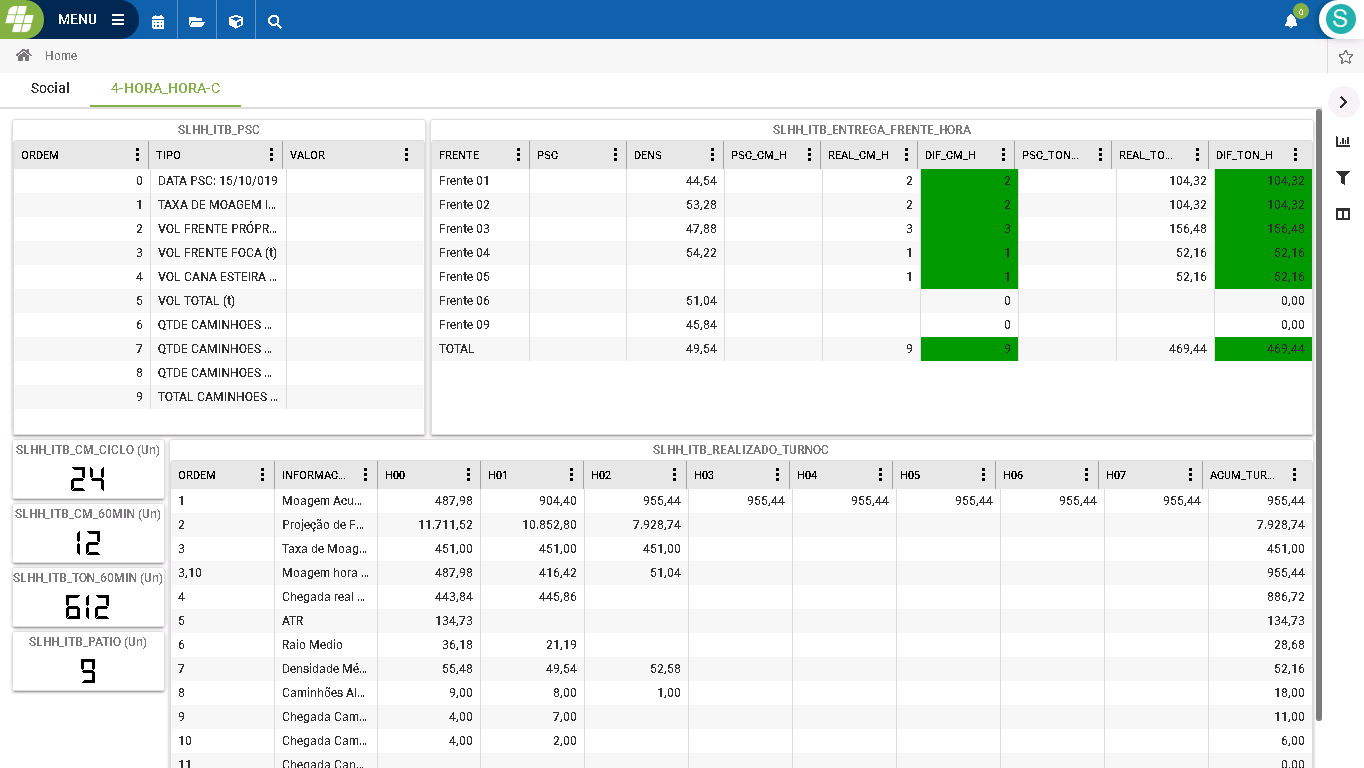 MENU
0
S
Home
Social 4-HORA_HORA-C
SLHH_ITB_PSC
ORDEM TIPO VALOR
0 DATA PSC: 15/10/019
1 TAXA DE MOAGEM I...
2 VOL FRENTE PRÓPR...
3 VOL FRENTE FOCA (t)
4 VOL CANA ESTEIRA ...
5 VOL TOTAL (t)
6 QTDE CAMINHOES ...
7 QTDE CAMINHOES ...
8 QTDE CAMINHOES ...
9 TOTAL CAMINHOES ...
SLHH_ITB_ENTREGA_FRENTE_HORA
FRENTE PSC DENS PSC_CM_H REAL_CM_H DIF_CM_H PSC_TON... REAL_TO... DIF_TON_H
Frente 01 44,54 2 2 104,32 104,32
Frente 02 53,28 2 2 104,32 104,32
Frente 03 47,88 3 3 156,48 156,48
Frente 04 54,22 1 1 52,16 52,16
Frente 05 1 1 52,16 52,16
Frente 06 51,04 0 0,00
Frente 09 45,84 0 0,00
TOTAL 49,54 9 9 469,44 469,44
SLHH_ITB_CM_CICLO (Un)
24
SLHH_ITB_CM_60MIN (Un)
12
SLHH_ITB_TON_60MIN (Un)
612
SLHH_ITB_PATIO (Un)
9
SLHH_ITB_REALIZADO_TURNOC
ORDEM INFORMAC... H00 H01 H02 H03 H04 H05 H06 H07 ACUM_TUR...
1 Moagem Acu... 487,98 904,40 955,44 955,44 955,44 955,44 955,44 955,44 955,44
2 Projeção de F... 11.711,52 10.852,80 7.928,74 7.928,74
3 Taxa de Moag... 451,00 451,00 451,00 451,00
3,10 Moagem hora ... 487,98 416,42 51,04 955,44
4 Chegada real ... 443,84 445,86 886,72
5 ATR 134,73 134,73
6 Raio Medio 36,18 21,19 28,68
7 Densidade Mé... 55,48 49,54 52,58 52,16
8 Caminhões Al... 9,00 8,00 1,00 18,00
9 Chegada Cam... 4,00 7,00 11,00
10 Chegada Cam... 4,00 2,00 6,00
11 Chegada Can... 0,00